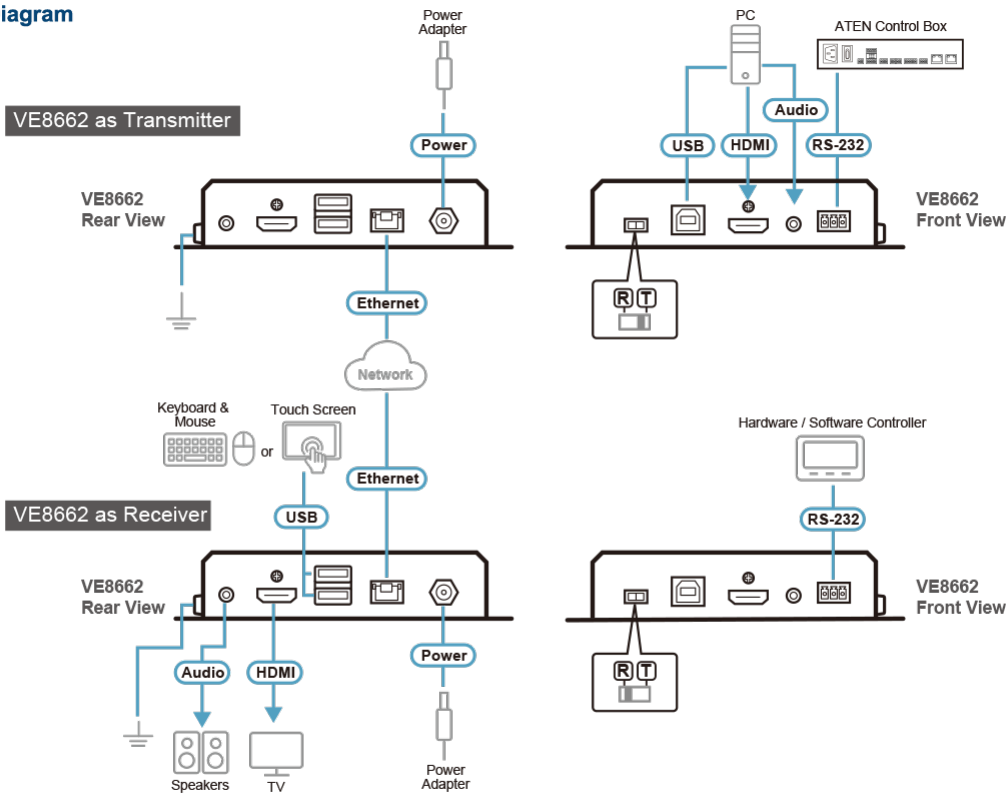 iagram
Power
Adapter
PC
ATEN Control Box
VE8662 as Transmitter
Audio
Power
USB
HDMI
RS-232
VE8662
Rear View
VE8662
Front View
R T
Ethernet
Network
Keyboard &
Mouse
or
Touch Screen
Hardware / Software Controller
Ethernet
VE8662 as Receiver
USB
RS-232
VE8662
Rear View
VE8662
Front View
Power
R T
Audio
HDMI
Speakers
TV
Power
Adapter